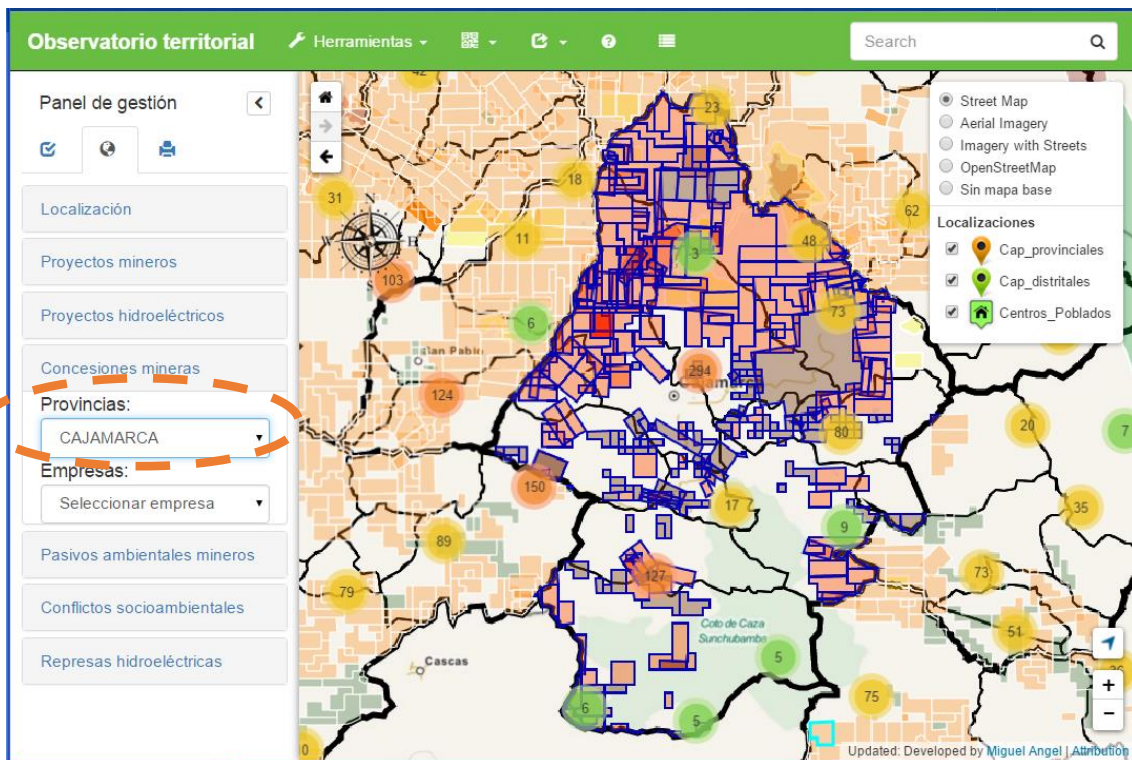 Observatorio territorial
Herramientas
Search
Panel de gestión
Localización
Proyectos mineros
Proyectos hidroeléctricos
Concesiones mineras
Provincias:
CAJAMARCA
Empresas:
Seleccionar empresa
Pasivos ambientales mineros
Conflictos socioambientales
Represas hidroeléctricas
Street Map
Aerial Imagery
Imagery with Streets
OpenStreetMap
Sin mapa base
Localizaciones
Cap_provinciales
Cap_distritales
Centros_Poblados
42
23
18
31
11
62
48
3
103
S
6
73
294
124
80
20
7
150
17
35
9
89
127
73
79
Coto de Caza
Sunchubamba
51
Cascas
5
75
6
5
+
−
Updated: Developed by Miguel Angel | Attribution